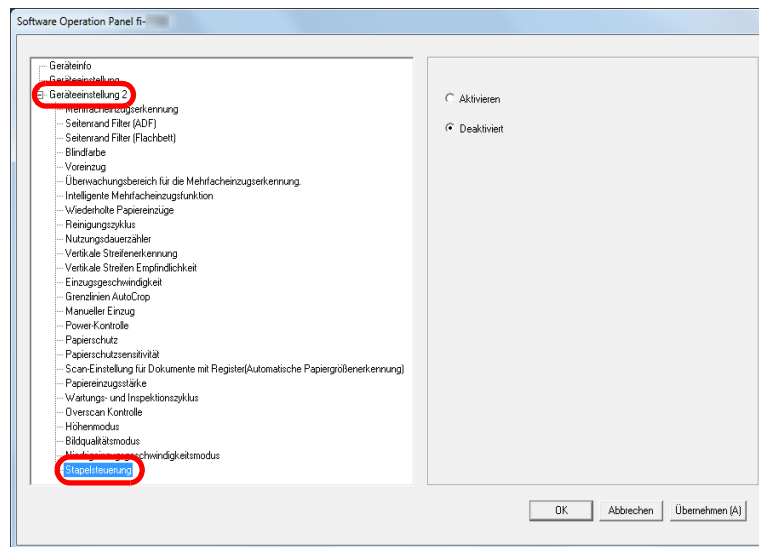 Software Operation Panel fi-
Geräteinfo
Geräteeinstellung
Geräteeinstellung 2
Mehrfacheinzugserkennung
Seitenrand Filter (ADF)
Seitenrand Filter (Flachbett)
Blindfarbe
Voreinzug
Überwachungsbereich für die Mehrfacheinzugserkennung.
Intelligente Mehrfacheinzugsfunktion
Wiederholte Papiereinzüge
Reinigungszyklus
Nutzungsdauerzähler
Vertikale Streifenerkennung
Vertikale Streifen Empfindlichkeit
Einzugsgeschwindigkeit
Grenzlinien AutoCrop
Manueller Einzug
Power-Kontrolle
Papierschutz
Papierschutzsensitivität
Scan-Einstellung für Dokumente mit Register(Automatische Papiergrößenerkennung)
Papiereinzugsstärke
Wartungs- und Inspektionszyklus
Overscan Kontrolle
Höhenmodus
Bildqualitätsmodus
Niedrigeinzugsgeschwindigkeitsmodus
Stapelsteuerung
Aktivieren
Deaktiviert
OK
Abbrechen
Übernehmen (A)